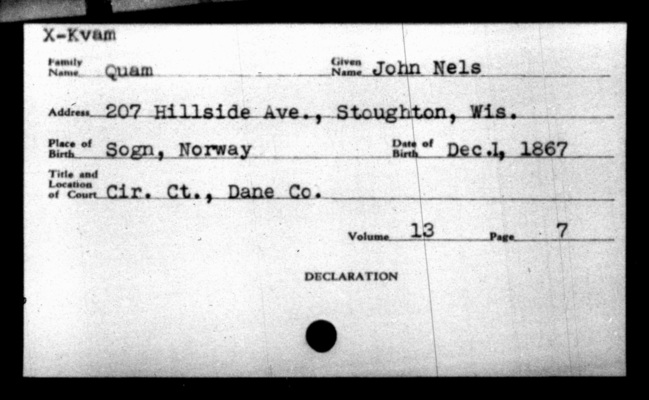 X-Kvam
Family Name Quam Given Name John Nels
Address 207 Hillside Ave., Stoughton, Wis.
Place of Birth Sogn, Norway Date of Birth Dec.1, 1867
Title and Location of Court Cir. Ct., Dane Co.
Volume 13 Page 7
DECLARATION